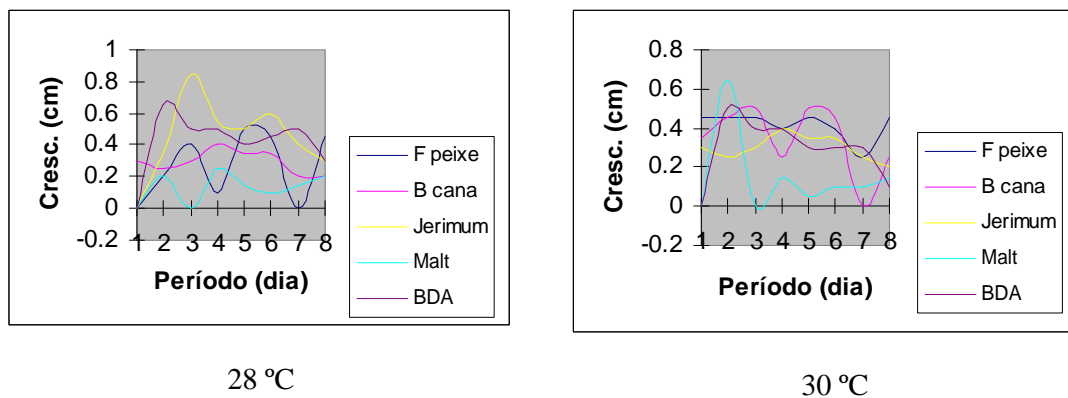 1
0.8
0.6
0.4
0.2
0
-0.2
Cresc. (cm)
1 2 3 4 5 6 7 8
Período (dia)
F peixe
B cana
Jerimum
Malt
BDA
28 ºC
0.8
0.6
0.4
0.2
0
-0.2
Cresc. (cm)
1 2 3 4 5 6 7 8
Período (dia)
F peixe
B cana
Jerimum
Malt
BDA
30 ºC